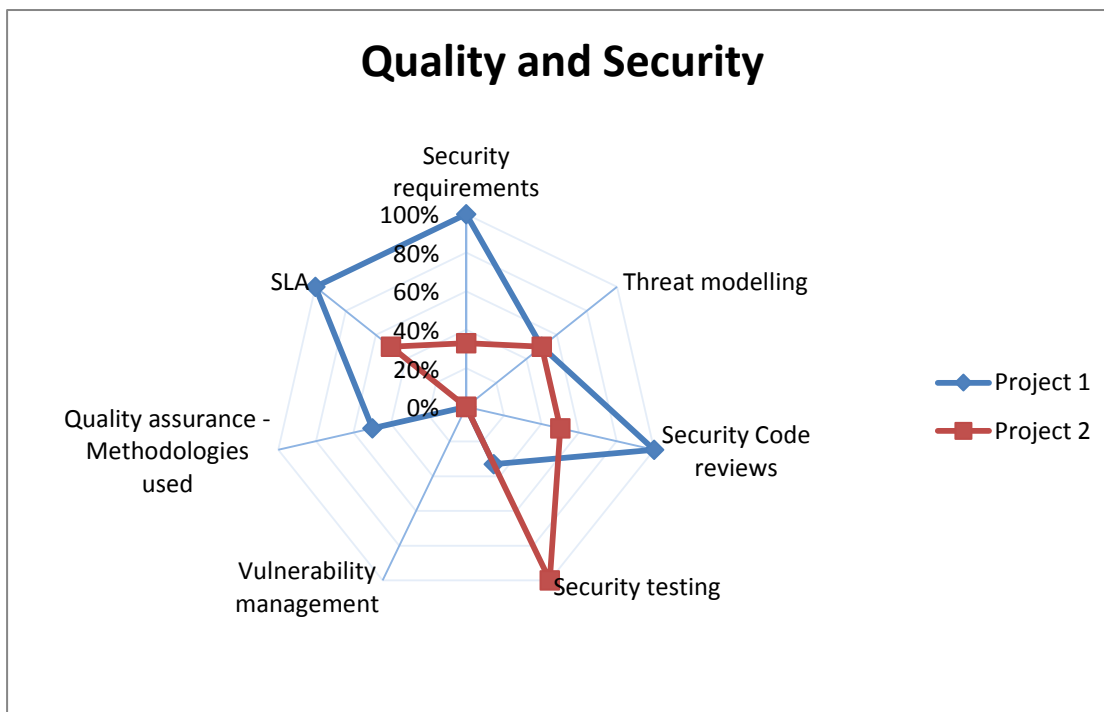 Quality and Security
Security
requirements
100%
80%
60%
40%
20%
0%
Threat modelling
Security Code
reviews
Security testing
Vulnerability
management
Quality assurance -
Methodologies
used
SLA
Project 1
Project 2